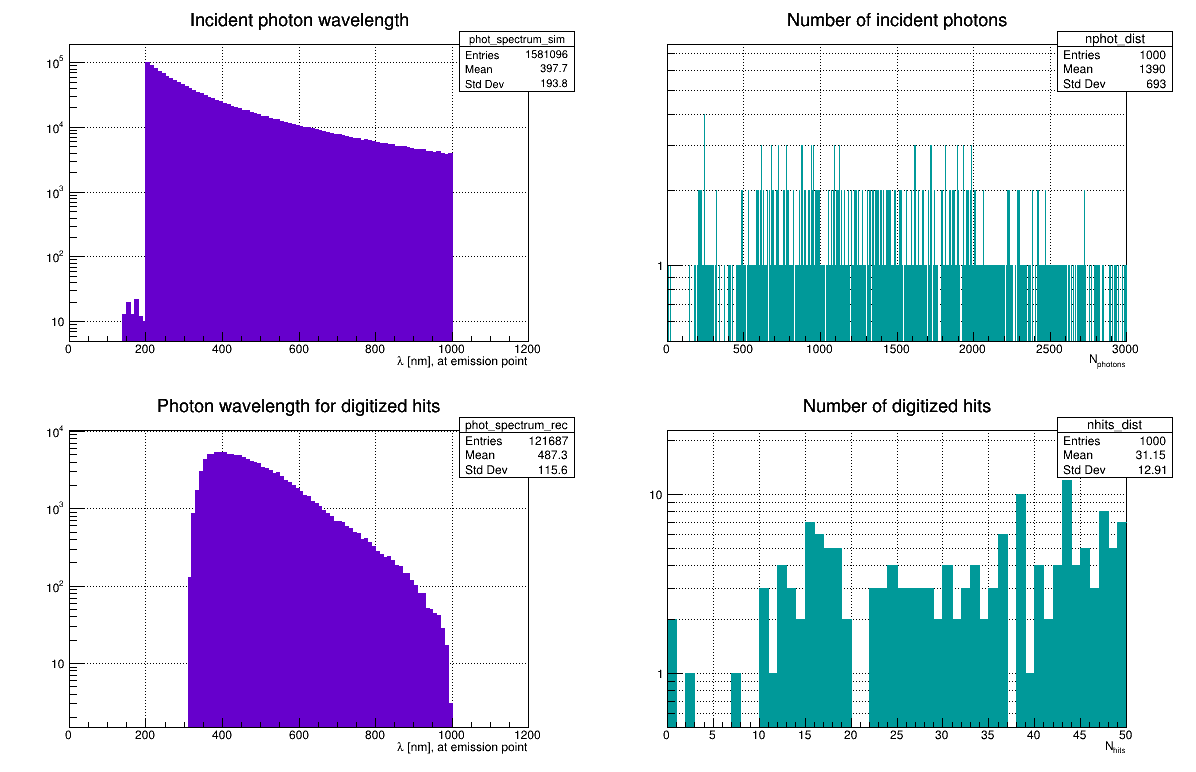 Incident photon wavelength
phot_spectrum_sim
Entries 1581096
Mean 397.7
Std Dev 193.8
10^5
10^4
10^3
10^2
10
0 200 400 600 800 1000 1200
λ [nm], at emission point
Number of incident photons
nphot_dist
Entries 1000
Mean 1390
Std Dev 693
1
0 500 1000 1500 2000 2500 3000
N_photons
Photon wavelength for digitized hits
phot_spectrum_rec
Entries 121687
Mean 487.3
Std Dev 115.6
10^4
10^3
10^2
10
0 200 400 600 800 1000 1200
λ [nm], at emission point
Number of digitized hits
nhits_dist
Entries 1000
Mean 31.15
Std Dev 12.91
10
1
0 5 10 15 20 25 30 35 40 45 50
N_hits